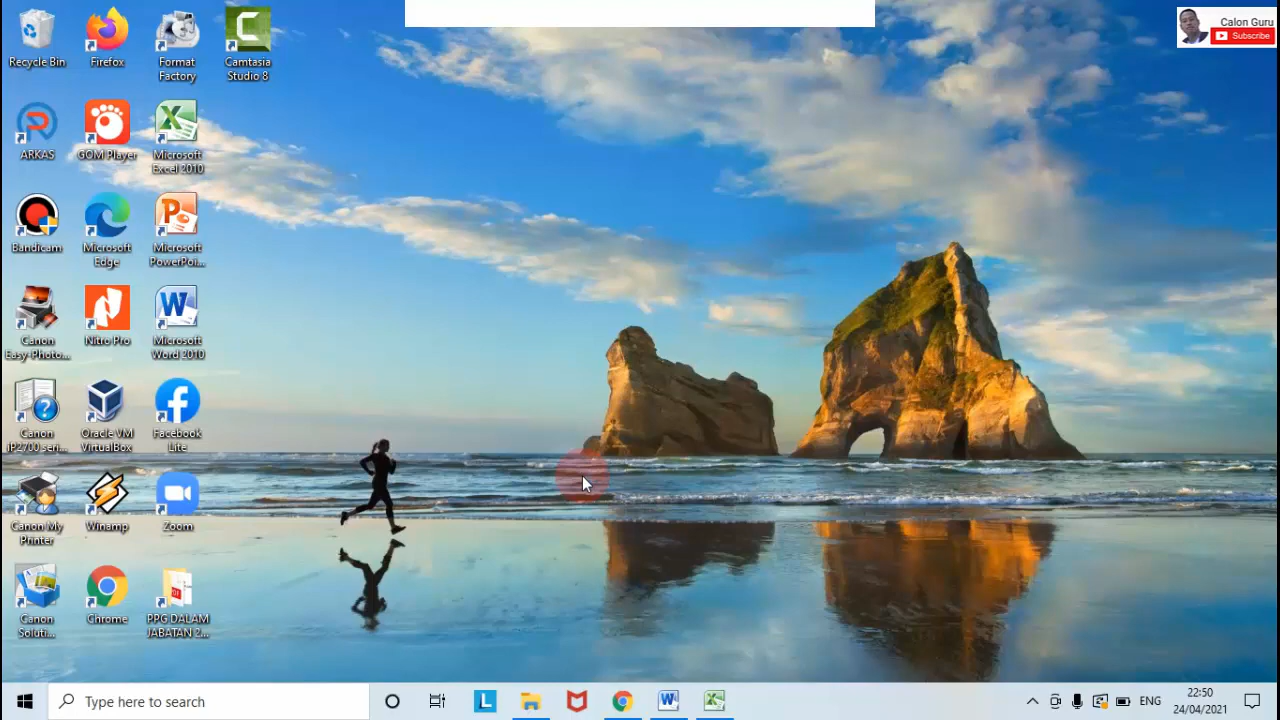 Calon Guru
Subscribe
Recycle Bin
Firefox
Format
Factory
Camtasia
Studio 8
ARKAS
GOM Player
Microsoft
Excel 2010
Bandicam
Microsoft
Edge
Microsoft
PowerPoi...
Canon
Easy-Photo...
Nitro Pro
Microsoft
Word 2010
Canon
iP2700 seri...
Oracle VM
VirtualBox
Facebook
Lite
Canon My
Printer
Winamp
Zoom
Canon
Soluti...
Chrome
PPG DALAM
JABATAN 2...
Type here to search
ENG
22:50
24/04/2021